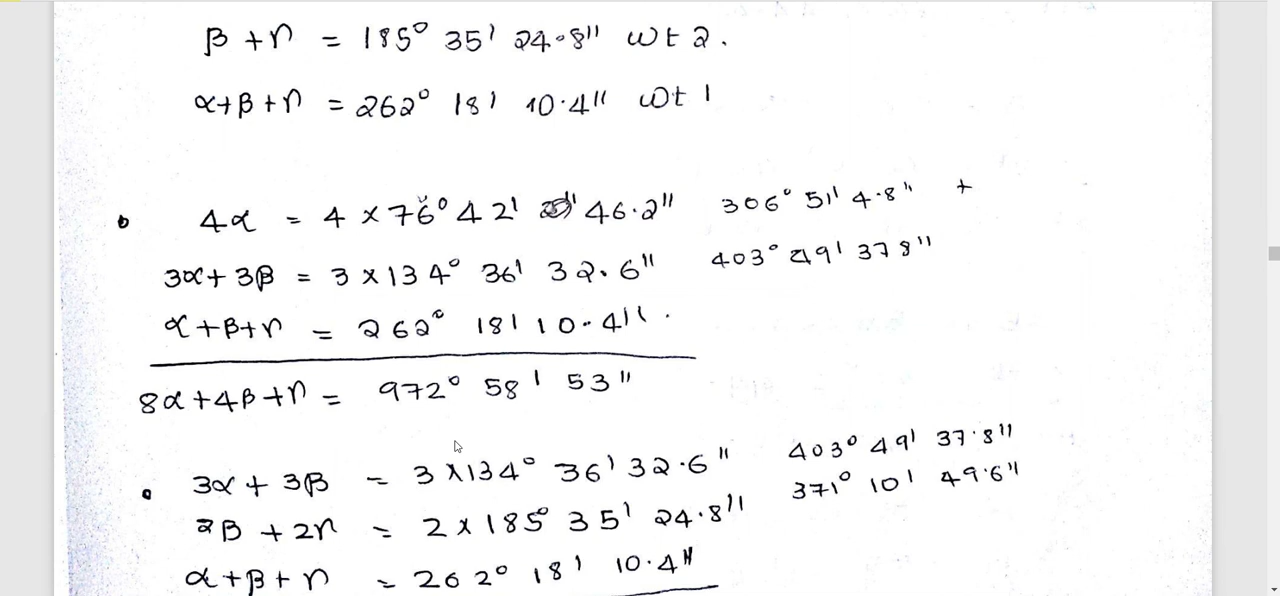 β + γ = 185° 35' 24.8" wt 2.
α+β+γ = 262° 18' 10.4" wt 1
4α = 4 × 76° 42' 46.2" 306° 51' 4.8" +
3α+3β = 3 × 134° 36' 32.6" 403° 49' 37 8"
α+β+γ = 262° 18' 10.4".
8α+4β+γ = 972° 58' 53"
3α + 3β = 3 × 134° 36' 32.6" 403° 49' 37.8"
2β + 2γ = 2 × 185° 35' 24.8" 371° 10' 49.6"
α+β+γ = 262° 18' 10.4"